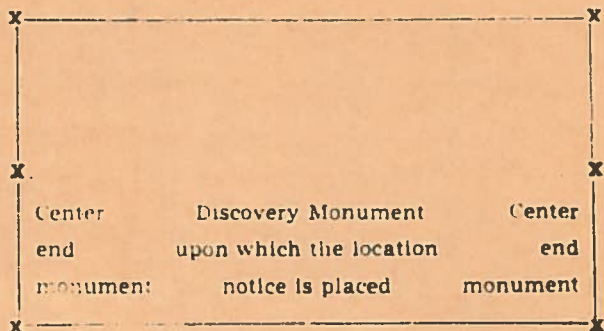 x x
x x
Center Discovery Monument Center
end upon which the location end
monument notice is placed monument
x x